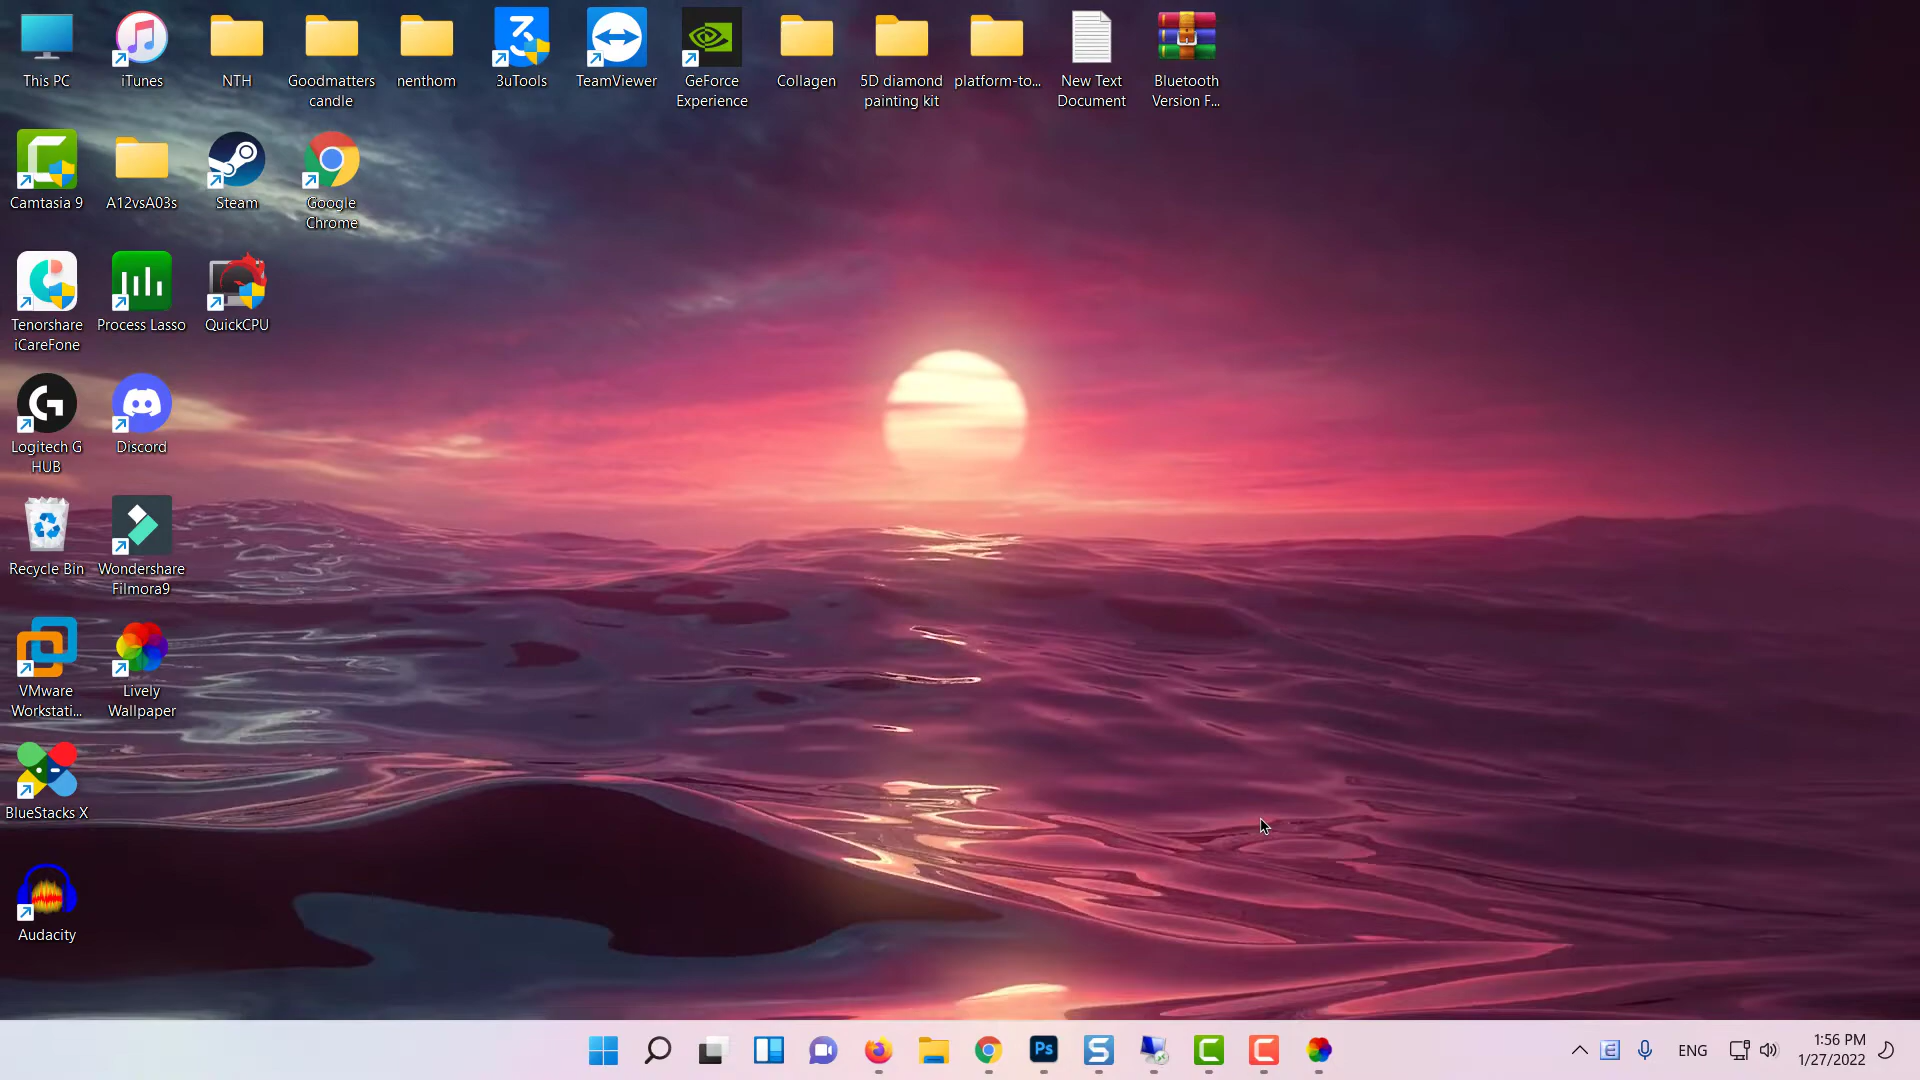 This PC
iTunes
NTH
Goodmatters
candle
nenthom
3uTools
TeamViewer
GeForce
Experience
Collagen
5D diamond
painting kit
platform-to...
New Text
Document
Bluetooth
Version F...
Camtasia 9
A12vsA03s
Steam
Google
Chrome
Tenorshare
iCareFone
Process Lasso
QuickCPU
Logitech G
HUB
Discord
Recycle Bin
Wondershare
Filmora9
VMware
Workstati...
Lively
Wallpaper
BlueStacks X
Audacity
Ps
ENG
1:56 PM
1/27/2022